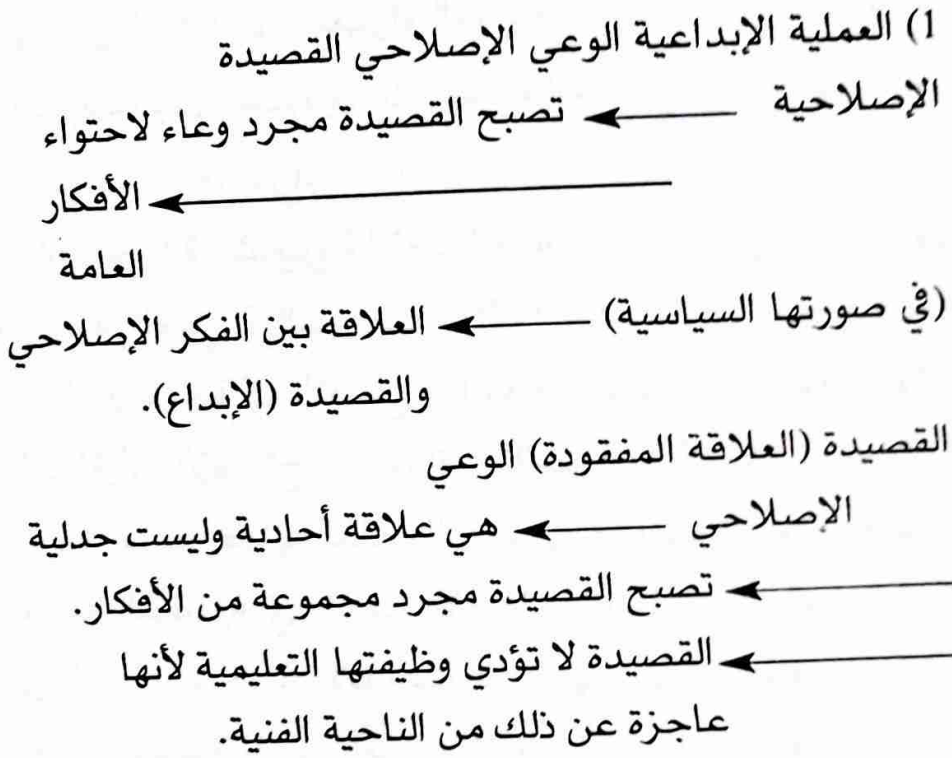 1) العملية الإبداعية الوعي الإصلاحي القصيدة
الإصلاحية ← تصبح القصيدة مجرد وعاء لاحتواء
← الأفكار
العامة
(في صورتها السياسية) ← العلاقة بين الفكر الإصلاحي
والقصيدة (الإبداع).
القصيدة (العلاقة المفقودة) الوعي
الإصلاحي ← هي علاقة أحادية وليست جدلية
← تصبح القصيدة مجرد مجموعة من الأفكار.
← القصيدة لا تؤدي وظيفتها التعليمية لأنها
عاجزة عن ذلك من الناحية الفنية.